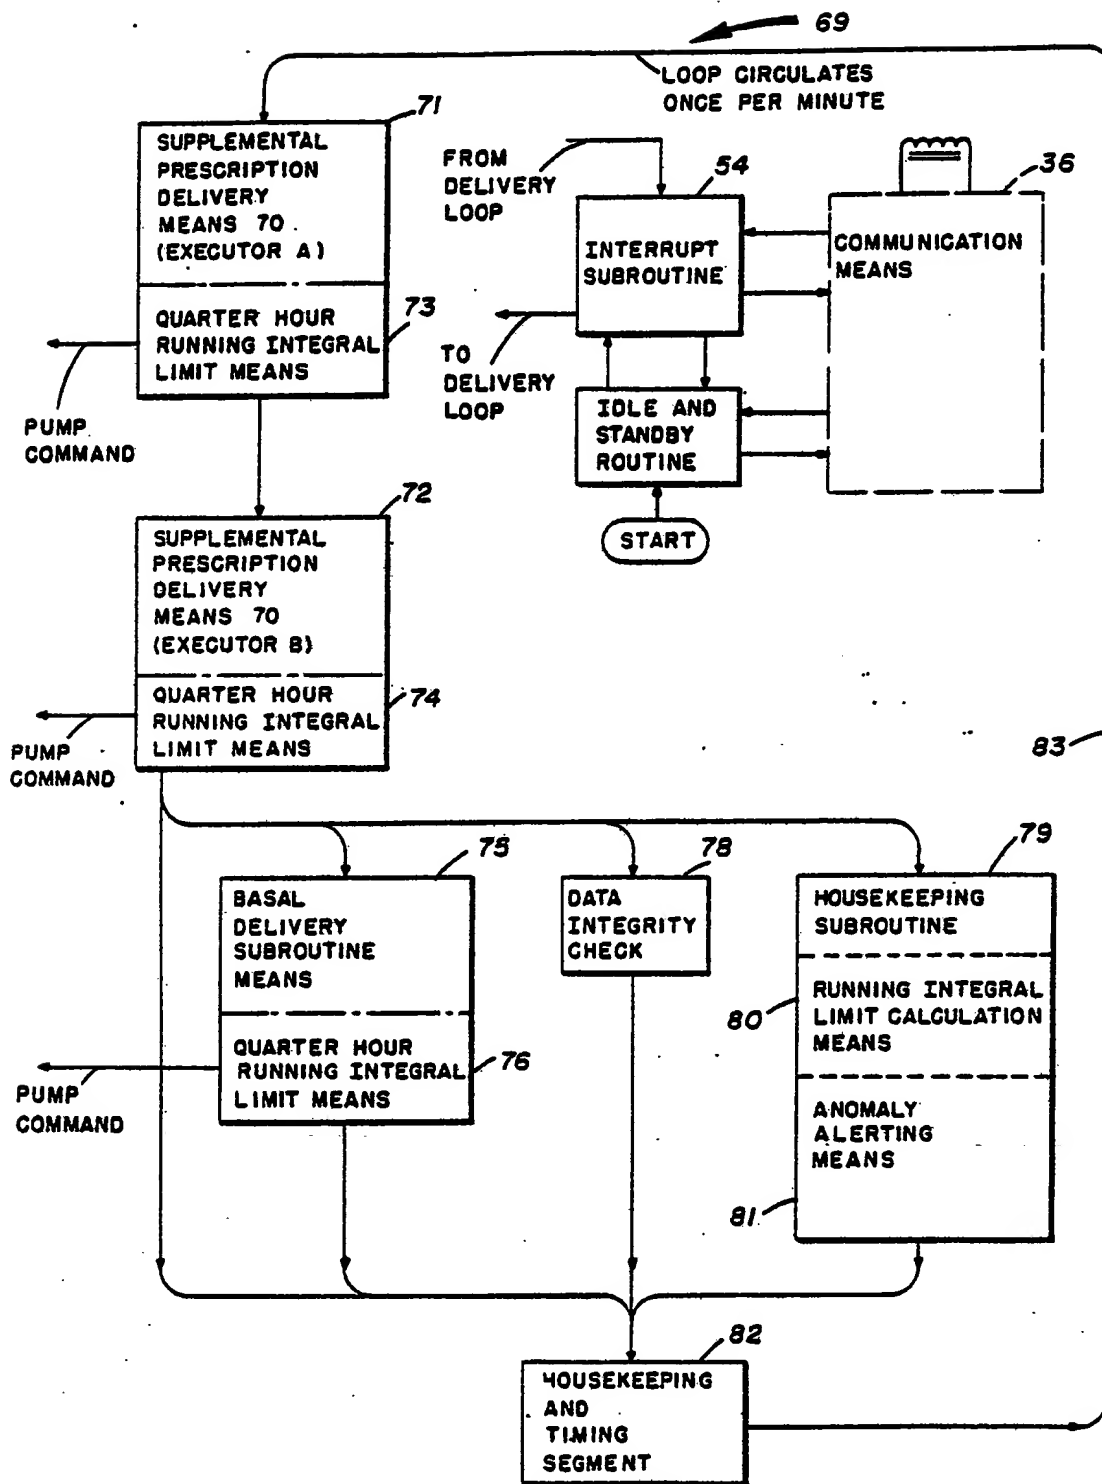 69
LOOP CIRCULATES
ONCE PER MINUTE
71
SUPPLEMENTAL
PRESCRIPTION
DELIVERY
MEANS 70
(EXECUTOR A)
73
QUARTER HOUR
RUNNING INTEGRAL
LIMIT MEANS
PUMP
COMMAND
FROM
DELIVERY
LOOP
54
INTERRUPT
SUBROUTINE
36
COMMUNICATION
MEANS
TO
DELIVERY
LOOP
IDLE AND
STANDBY
ROUTINE
START
72
SUPPLEMENTAL
PRESCRIPTION
DELIVERY
MEANS 70
(EXECUTOR B)
74
QUARTER HOUR
RUNNING INTEGRAL
LIMIT MEANS
PUMP
COMMAND
83
75
BASAL
DELIVERY
SUBROUTINE
MEANS
76
QUARTER HOUR
RUNNING INTEGRAL
LIMIT MEANS
PUMP
COMMAND
78
DATA
INTEGRITY
CHECK
79
HOUSEKEEPING
SUBROUTINE
80
RUNNING INTEGRAL
LIMIT CALCULATION
MEANS
ANOMALY
ALERTING
MEANS
81
82
HOUSEKEEPING
AND
TIMING
SEGMENT